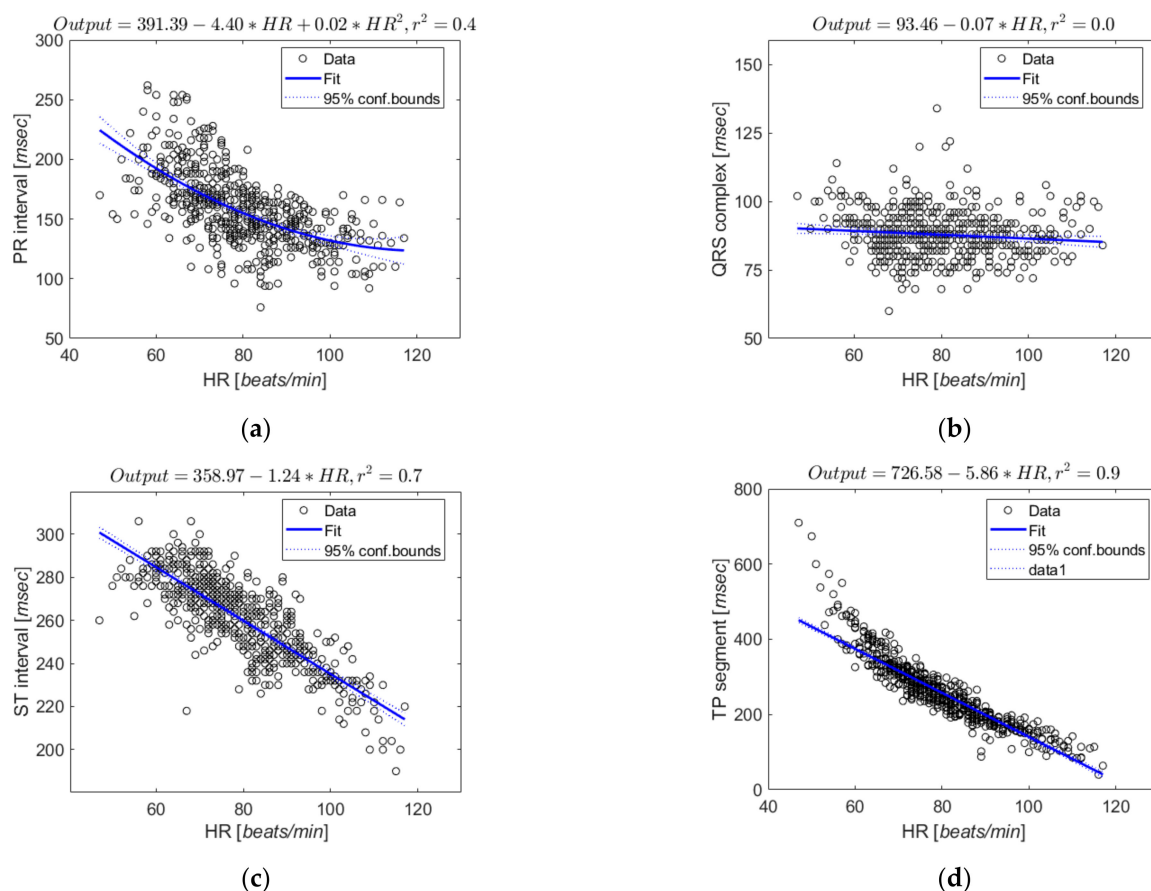 Output = 391.39 − 4.40 ∗ HR + 0.02 ∗ HR², r² = 0.4
300
250
200
150
100
50
PR interval [msec]
Data
Fit
95% conf.bounds
40 60 80 100 120
HR [beats/min]
(a)
Output = 93.46 − 0.07 ∗ HR, r² = 0.0
150
125
100
75
50
QRS complex [msec]
Data
Fit
95% conf.bounds
60 80 100 120
HR [beats/min]
(b)
Output = 358.97 − 1.24 ∗ HR, r² = 0.7
300
280
260
240
220
200
ST interval [msec]
Data
Fit
95% conf.bounds
60 80 100 120
HR [beats/min]
(c)
Output = 726.58 − 5.86 ∗ HR, r² = 0.9
800
600
400
200
0
TP segment [msec]
Data
Fit
95% conf.bounds
data1
40 60 80 100 120
HR [beats/min]
(d)